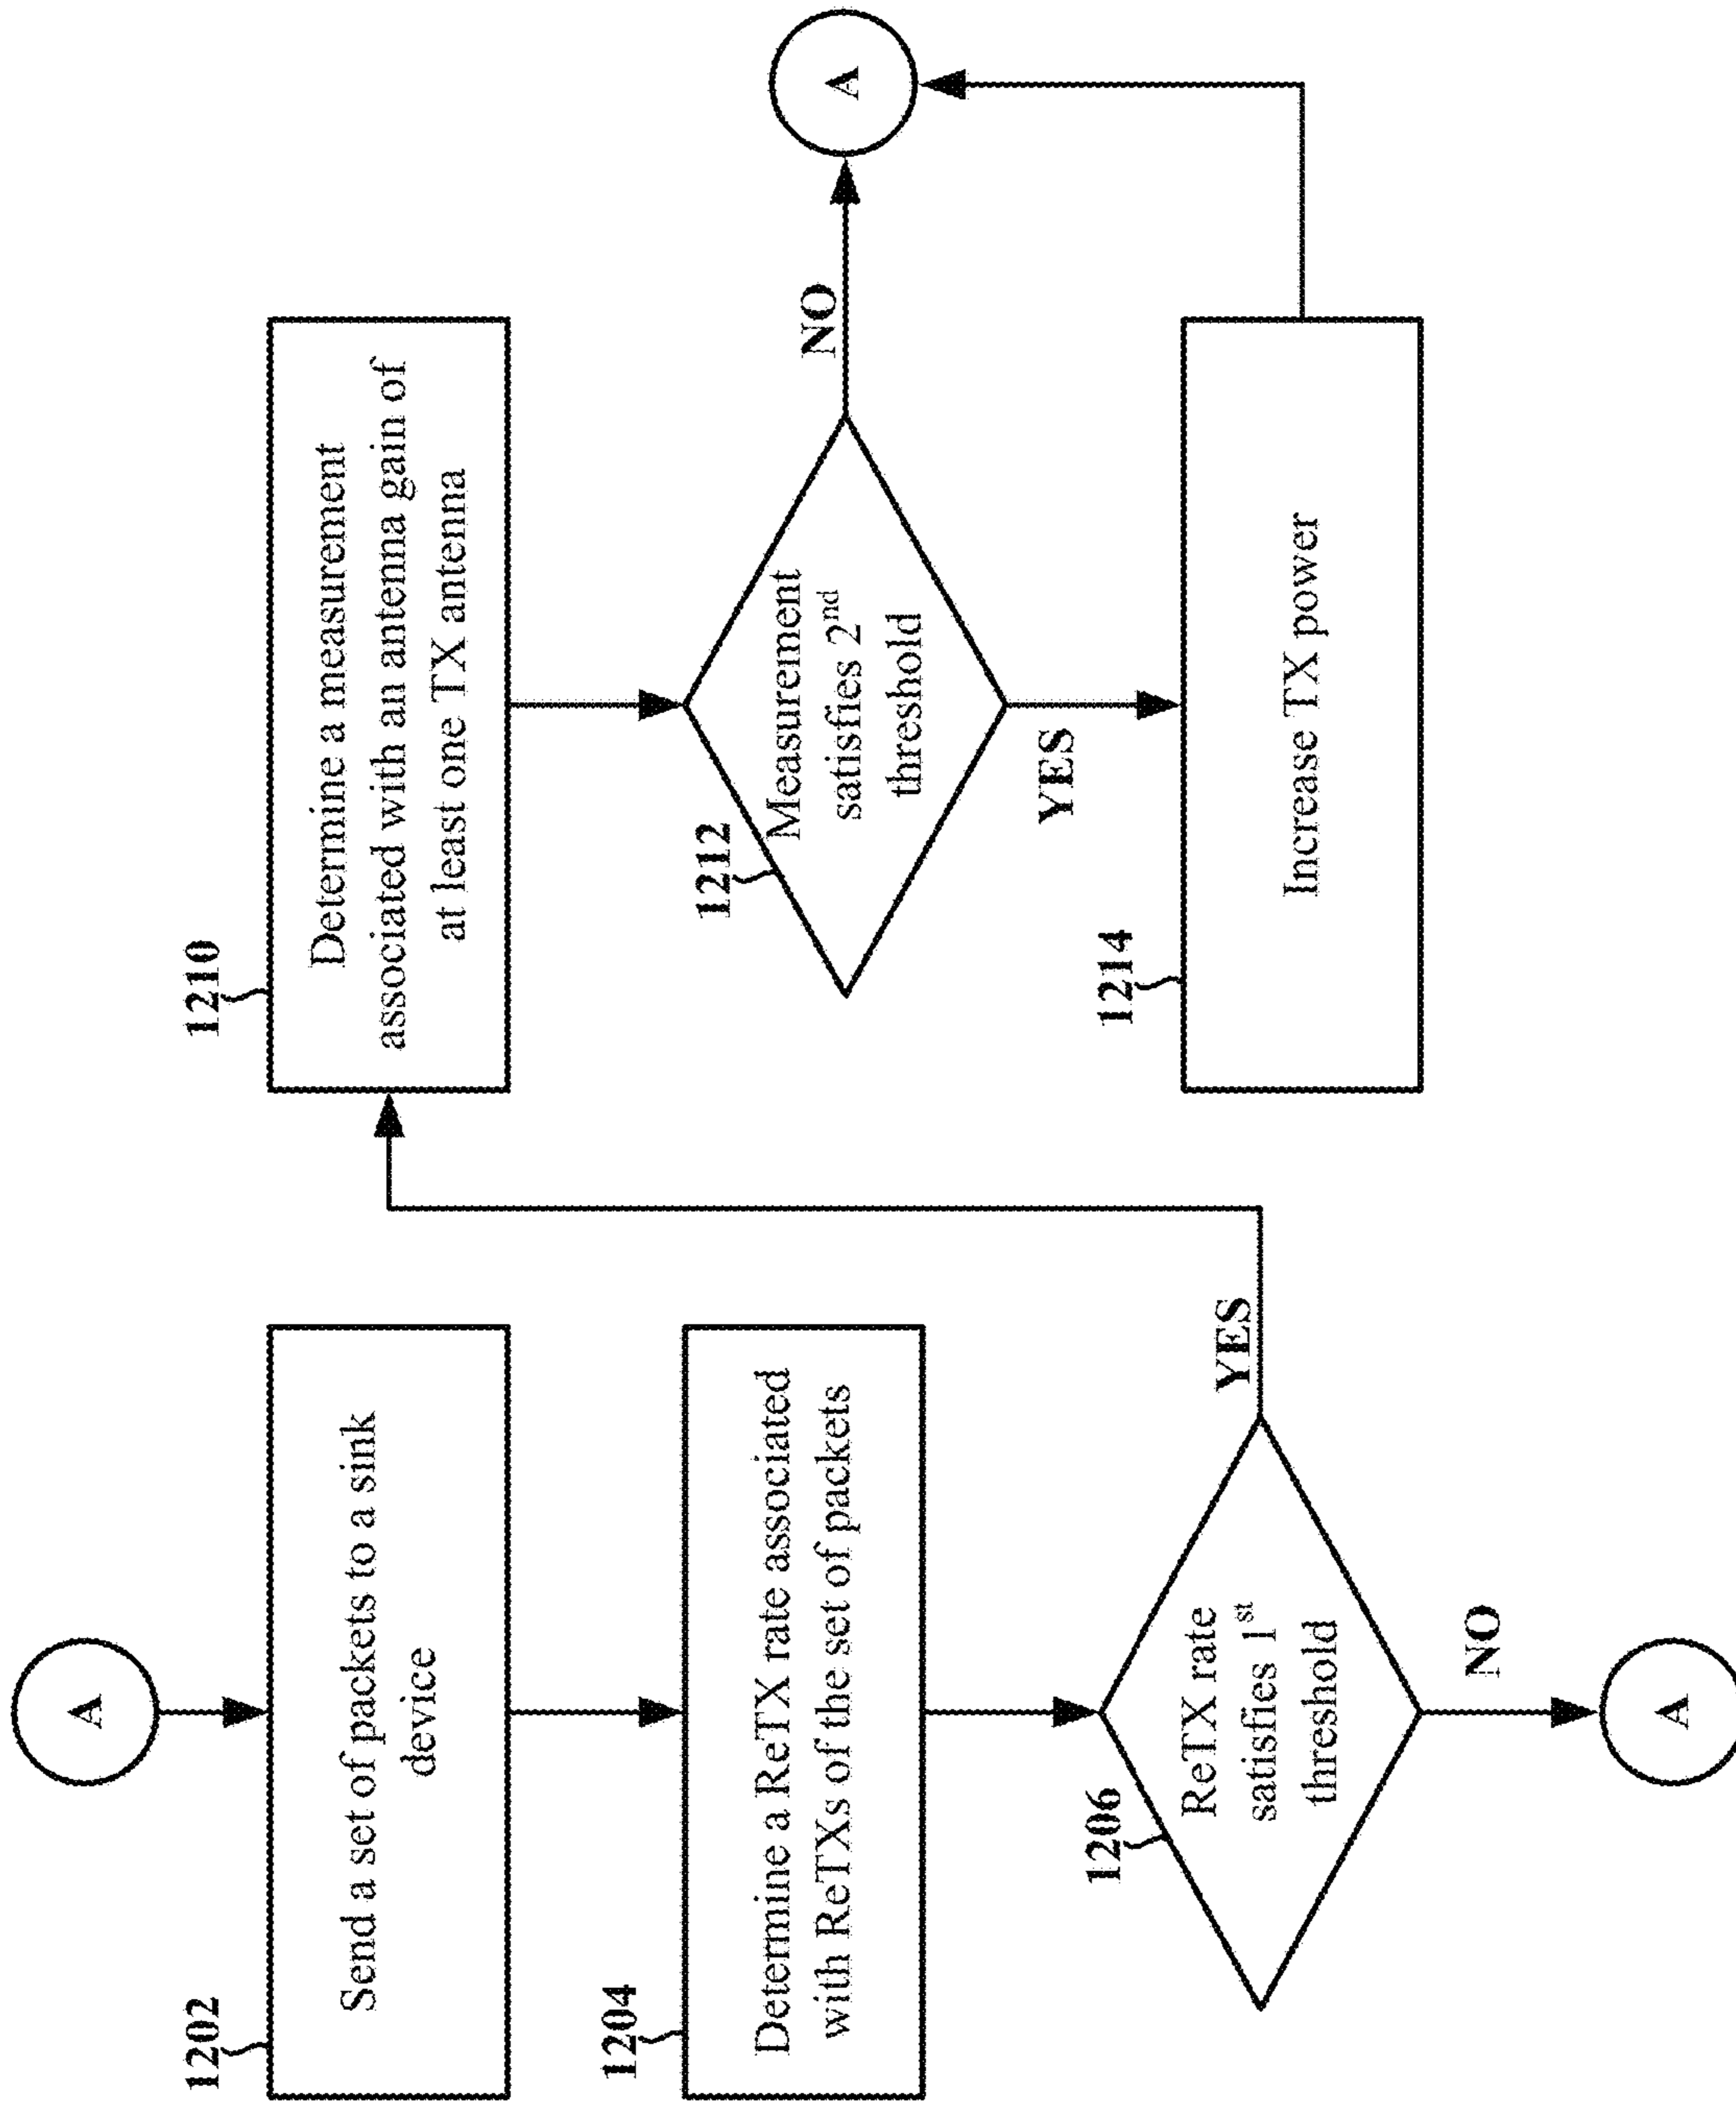 A
1202
Send a set of packets to a sink
device
1204
Determine a ReTX rate associated
with ReTXs of the set of packets
1206
ReTX rate
satisfies 1st
threshold
YES
NO
A
1210
Determine a measurement
associated with an antenna gain of
at least one TX antenna
1212
Measurement
satisfies 2nd
threshold
NO
A
YES
1214
Increase TX power